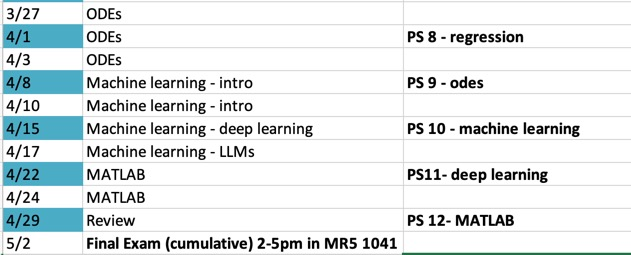 3/27 ODEs
4/1 ODEs PS 8 - regression
4/3 ODEs
4/8 Machine learning - intro PS 9 - odes
4/10 Machine learning - intro
4/15 Machine learning - deep learning PS 10 - machine learning
4/17 Machine learning - LLMs
4/22 MATLAB PS11- deep learning
4/24 MATLAB
4/29 Review PS 12- MATLAB
5/2 Final Exam (cumulative) 2-5pm in MR5 1041